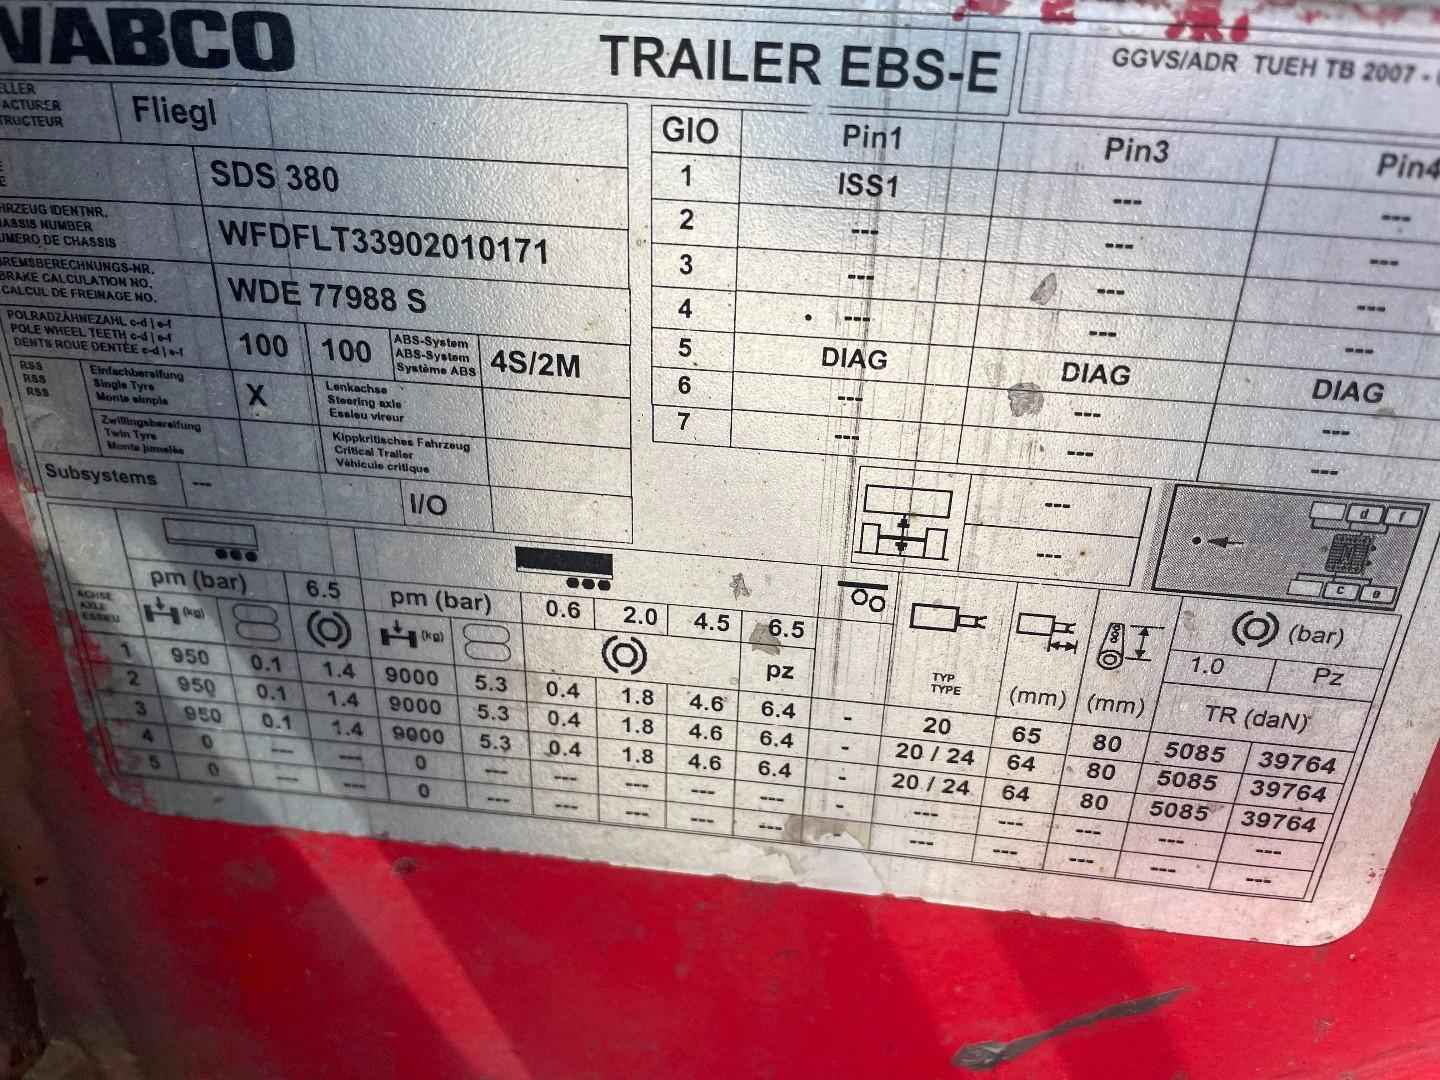 WABCO TRAILER EBS-E GGVS/ADR TUEH TB 2007 -
Fliegl
SDS 380
CHASSIS NUMBER WFDFLT33902010171
NUMERO DE CHASSIS
BREMSBERECHNUNGS-NR.
BRAKE CALCULATION NO. WDE 77988 S
CALCUL DE FREINAGE NO.
POLRADZÄHNEZAHL c-d | e-f
POLE WHEEL TEETH c-d | e-f 100 100
DENTS ROUE DENTÉE c-d | e-f
ABS-System
ABS-System 4S/2M
Système ABS
RSS
RSS
RSS
Einfachbereifung
Single Tyre X
Monte simple
Lenkachse
Steering axle
Essieu vireur
Zwillingsbereifung
Twin Tyre
Monte jumelée
Kippkritisches Fahrzeug
Critical Trailer
Véhicule critique
Subsystems --- I/O
GIO Pin1 Pin3 Pin4
1 ISS1 --- ---
2 --- --- ---
3 --- --- ---
4 --- --- ---
5 DIAG DIAG DIAG
6 --- --- ---
7 --- --- ---
---
---
d f
c e
ACHSE
AXLE
ESSIEU
pm (bar) 6.5 pm (bar) 0.6 2.0 4.5 6.5
(kg) (kg) pz
TYP
TYPE
(mm) (mm)
(bar)
1.0 Pz
TR (daN)
1 950 0.1 1.4 9000 5.3 0.4 1.8 4.6 6.4 - 20 65 80 5085 39764
2 950 0.1 1.4 9000 5.3 0.4 1.8 4.6 6.4 - 20 / 24 64 80 5085 39764
3 950 0.1 1.4 9000 5.3 0.4 1.8 4.6 6.4 - 20 / 24 64 80 5085 39764
4 0 --- --- 0 --- --- --- --- --- - --- --- --- --- ---
5 0 --- --- 0 --- --- --- --- --- - --- --- --- --- ---